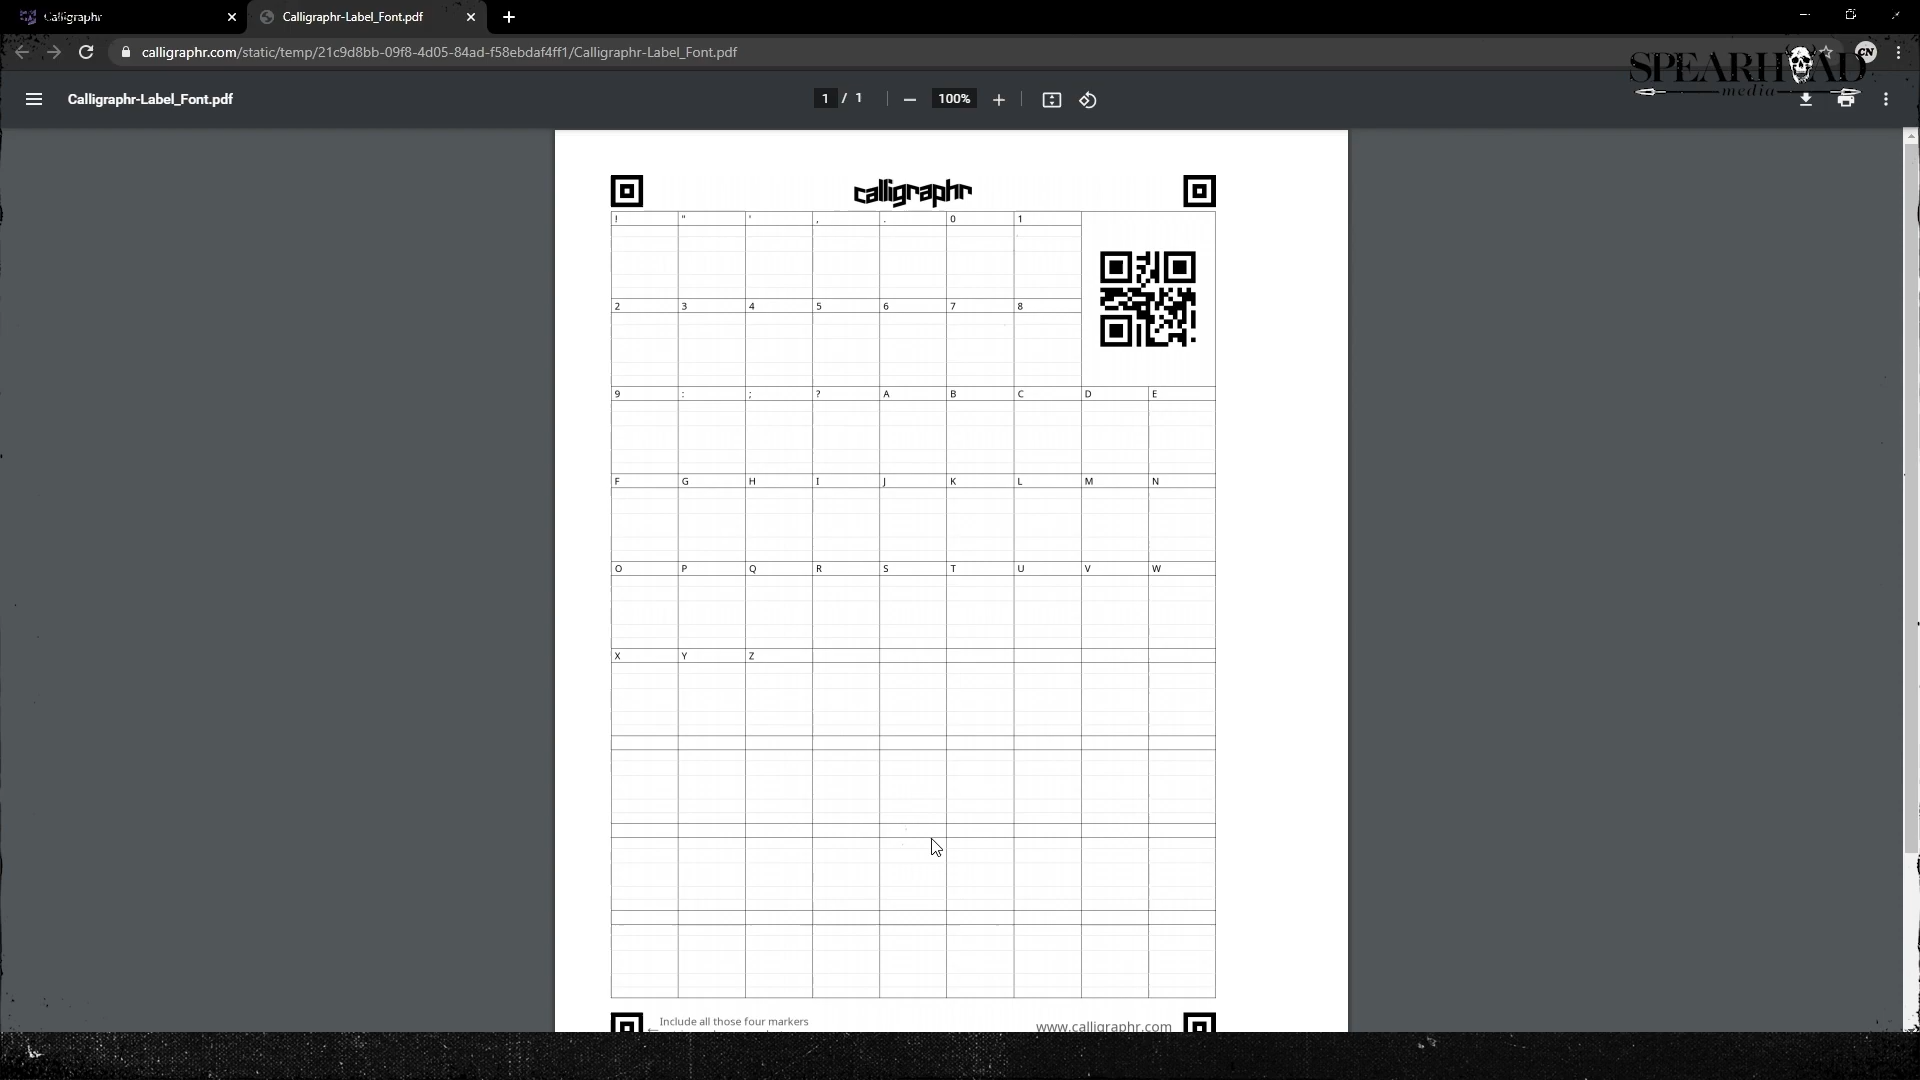 Calligraphr
Calligraphr-Label_Font.pdf
calligraphr.com/static/temp/21c9d8bb-09f8-4d05-84ad-f58ebdaf4ff1/Calligraphr-Label_Font.pdf
CN
SPEARHEAD
media
Calligraphr-Label_Font.pdf
1 / 1
100%
calligraphr
! " ' , . 0 1
2 3 4 5 6 7 8
9 : ; ? A B C D E
F G H I J K L M N
O P Q R S T U V W
X Y Z
← Include all those four markers
www.calligraphr.com